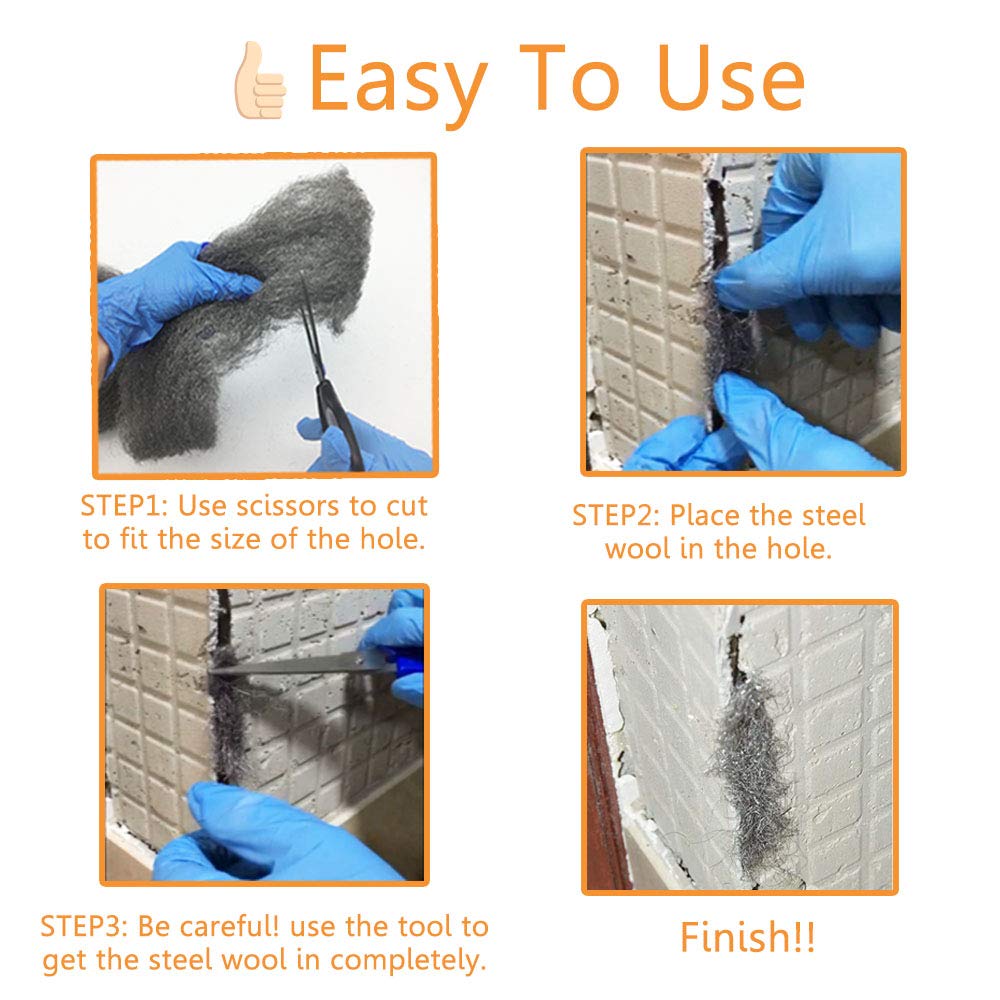 Easy To Use
STEP1: Use scissors to cut
to fit the size of the hole.
STEP2: Place the steel
wool in the hole.
STEP3: Be careful! use the tool to
get the steel wool in completely.
Finish!!